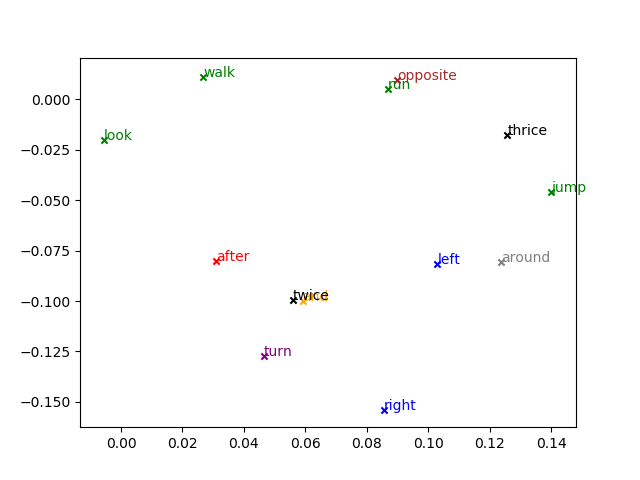 walk
opposite
run
0.000
thrice
look
−0.025
jump
−0.050
after
left
around
−0.075
twice
and
−0.100
turn
−0.125
right
−0.150
0.00 0.02 0.04 0.06 0.08 0.10 0.12 0.14